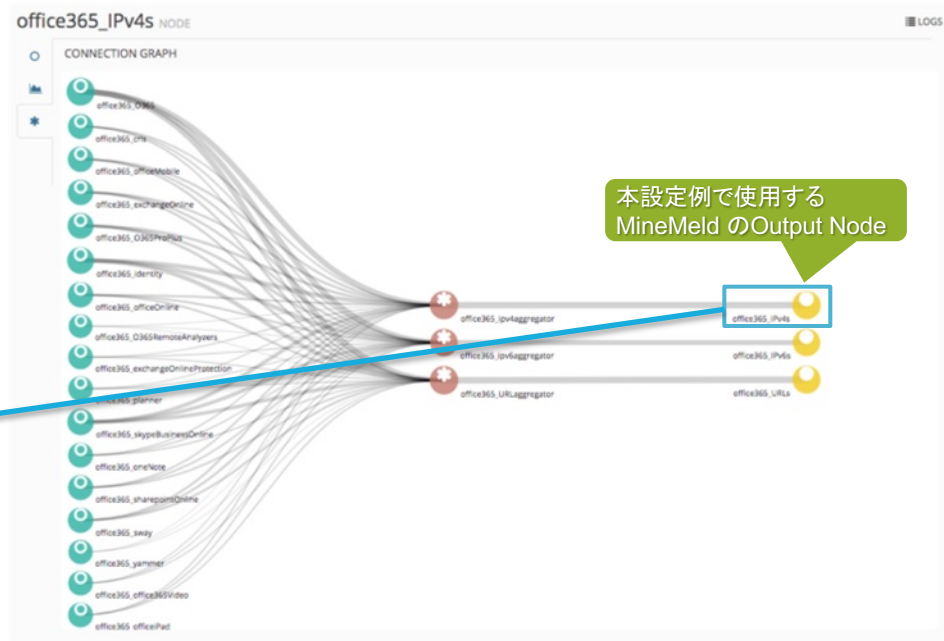 office365_IPv4s NODE
LOGS
CONNECTION GRAPH
office365_O365
office365_crls
office365_officeMobile
office365_exchangeOnline
office365_O365ProPlus
office365_identity
office365_officeOnline
office365_O365RemoteAnalyzers
office365_exchangeOnlineProtection
office365_planner
office365_skypeBusinessOnline
office365_oneNote
office365_sharepointOnline
office365_sway
office365_yammer
office365_office365Video
office365_officeiPad
office365_ipv4aggregator
office365_ipv6aggregator
office365_URLaggregator
本設定例で使用する
MineMeld のOutput Node
office365_IPv4s
office365_IPv6s
office365_URLs